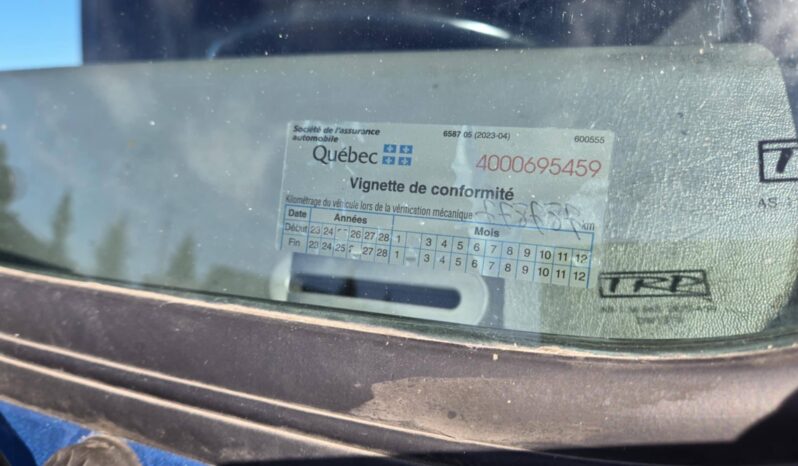 Société de l'assurance
automobile
6587 05 (2023-04)
600555
Québec
4000695459
Vignette de conformité
Kilométrage du véhicule lors de la vérification mécanique km
Date Années Mois
Début 23 24 26 27 28 1 3 4 5 6 7 8 9 10 11 12
Fin 23 24 25 27 28 1 3 4 5 6 7 8 9 10 11 12
TRP
AS